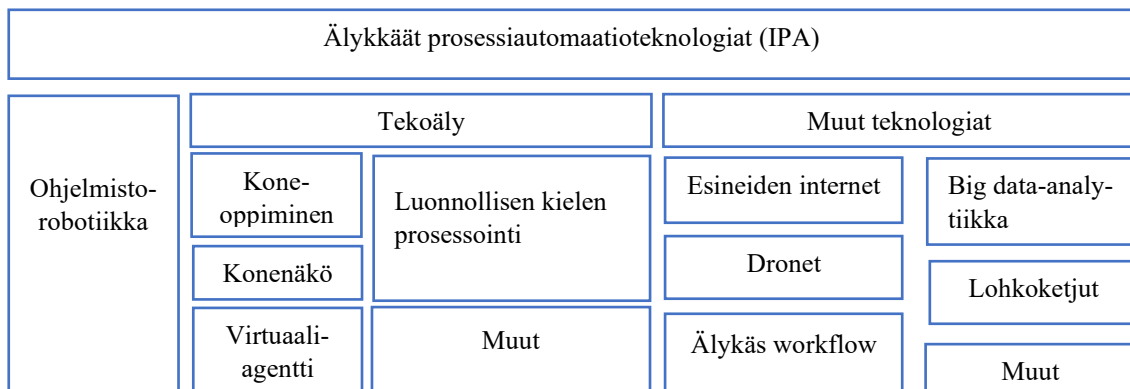 Älykkäät prosessiautomaatioteknologiat (IPA)
Ohjelmisto-
robotiikka
Tekoäly
Kone-
oppiminen
Konenäkö
Virtuaali-
agentti
Luonnollisen kielen
prosessointi
Muut
Muut teknologiat
Esineiden internet
Dronet
Älykäs workflow
Big data-analy-
tiikka
Lohkoketjut
Muut